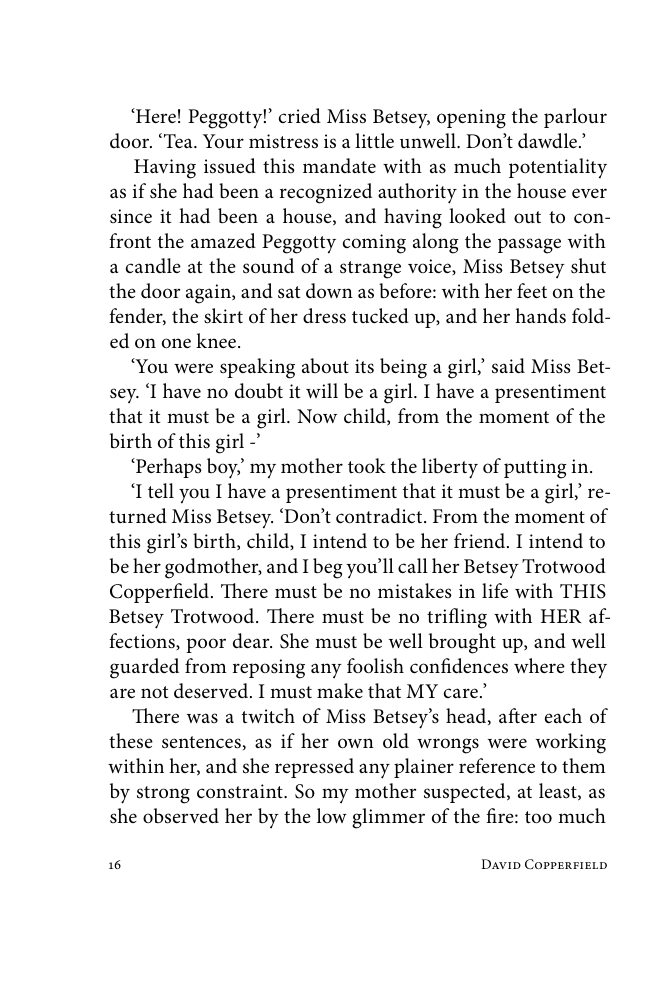 ‘Here! Peggotty!’ cried Miss Betsey, opening the parlour
door. ‘Tea. Your mistress is a little unwell. Don’t dawdle.’
Having issued this mandate with as much potentiality
as if she had been a recognized authority in the house ever
since it had been a house, and having looked out to con-
front the amazed Peggotty coming along the passage with
a candle at the sound of a strange voice, Miss Betsey shut
the door again, and sat down as before: with her feet on the
fender, the skirt of her dress tucked up, and her hands fold-
ed on one knee.
‘You were speaking about its being a girl,’ said Miss Bet-
sey. ‘I have no doubt it will be a girl. I have a presentiment
that it must be a girl. Now child, from the moment of the
birth of this girl -’
‘Perhaps boy,’ my mother took the liberty of putting in.
‘I tell you I have a presentiment that it must be a girl,’ re-
turned Miss Betsey. ‘Don’t contradict. From the moment of
this girl’s birth, child, I intend to be her friend. I intend to
be her godmother, and I beg you’ll call her Betsey Trotwood
Copperfield. There must be no mistakes in life with THIS
Betsey Trotwood. There must be no trifling with HER af-
fections, poor dear. She must be well brought up, and well
guarded from reposing any foolish confidences where they
are not deserved. I must make that MY care.’
There was a twitch of Miss Betsey’s head, after each of
these sentences, as if her own old wrongs were working
within her, and she repressed any plainer reference to them
by strong constraint. So my mother suspected, at least, as
she observed her by the low glimmer of the fire: too much
16 David Copperfield